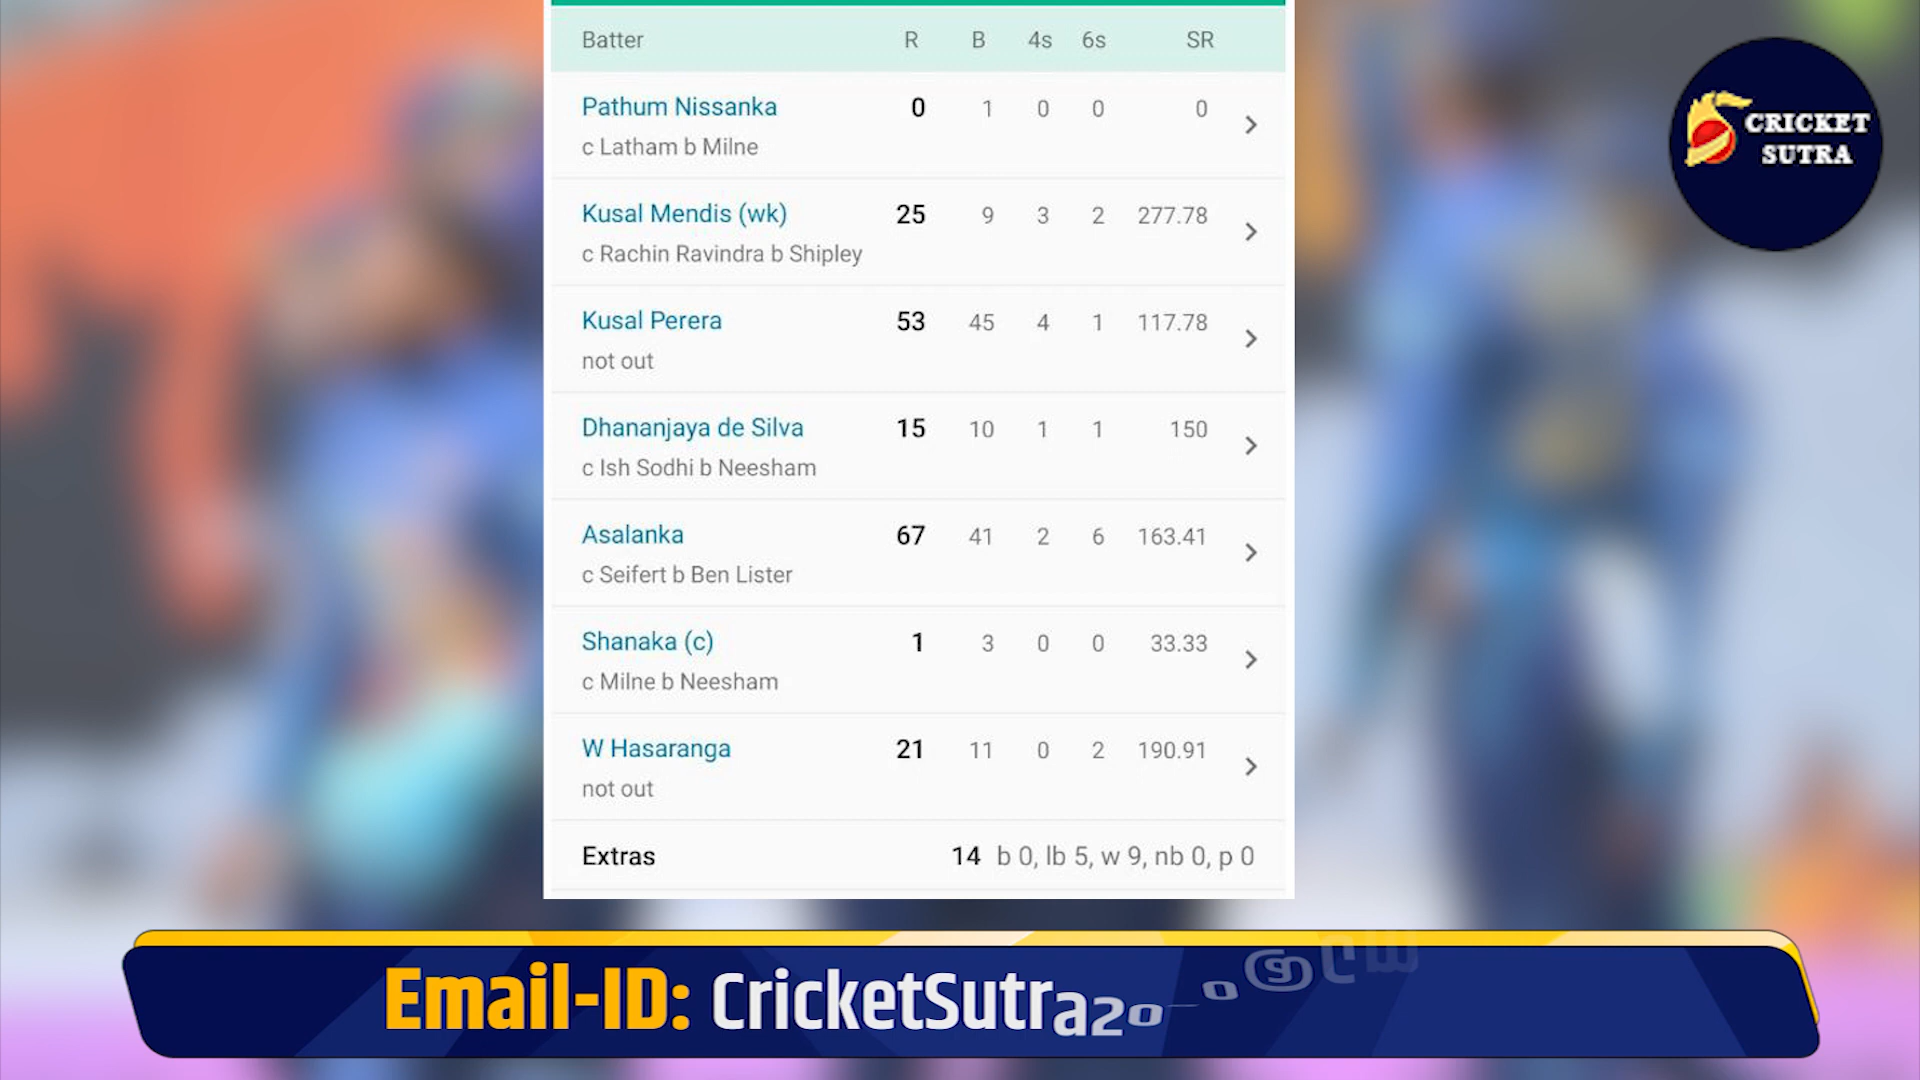 Batter R B 4s 6s SR
Pathum Nissanka 0 1 0 0 0
c Latham b Milne
Kusal Mendis (wk) 25 9 3 2 277.78
c Rachin Ravindra b Shipley
Kusal Perera 53 45 4 1 117.78
not out
Dhananjaya de Silva 15 10 1 1 150
c Ish Sodhi b Neesham
Asalanka 67 41 2 6 163.41
c Seifert b Ben Lister
Shanaka (c) 1 3 0 0 33.33
c Milne b Neesham
W Hasaranga 21 11 0 2 190.91
not out
Extras 14 b 0, lb 5, w 9, nb 0, p 0
CRICKET
SUTRA
Email-ID: CricketSutra20